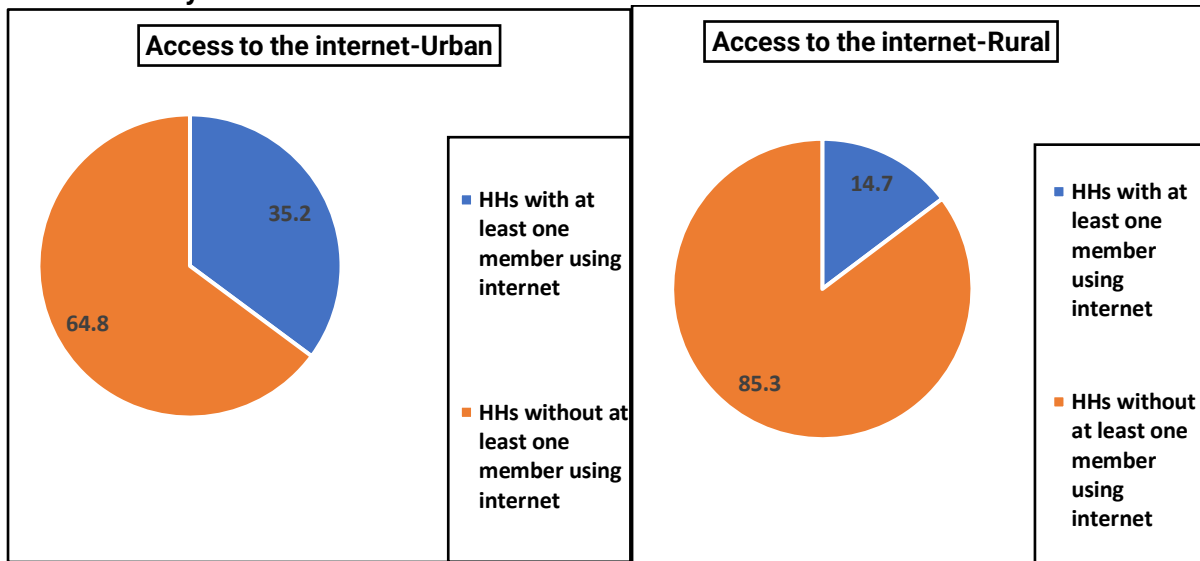 Access to the internet-Urban
35.2
64.8
HHs with at
least one
member using
internet
HHs without at
least one
member using
internet
Access to the internet-Rural
14.7
85.3
HHs with at
least one
member
using
internet
HHs without
at least one
member
using
internet